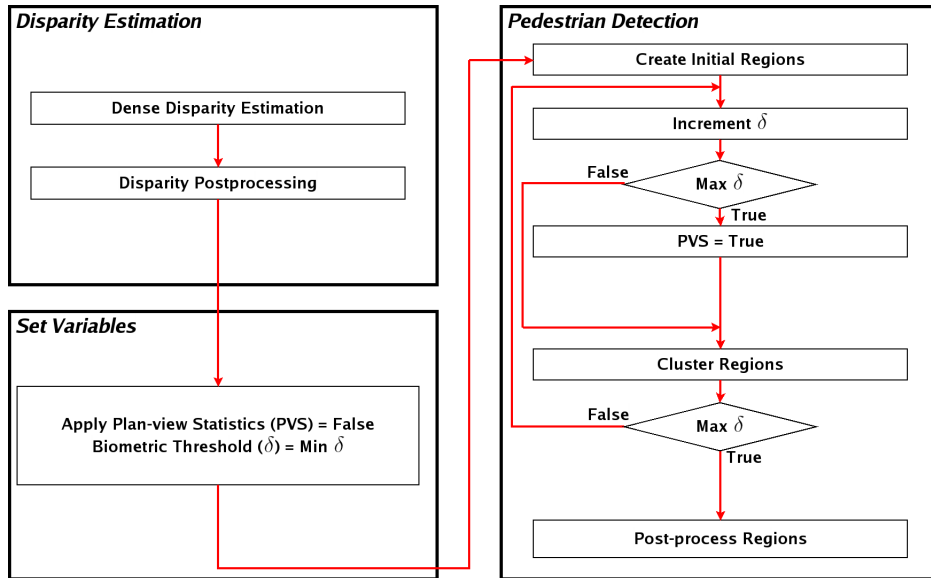 Disparity Estimation
Dense Disparity Estimation
Disparity Postprocessing
Set Variables
Apply Plan-view Statistics (PVS) = False
Biometric Threshold (δ) = Min δ
Pedestrian Detection
Create Initial Regions
Increment δ
False
Max δ
True
PVS = True
Cluster Regions
False
Max δ
True
Post-process Regions